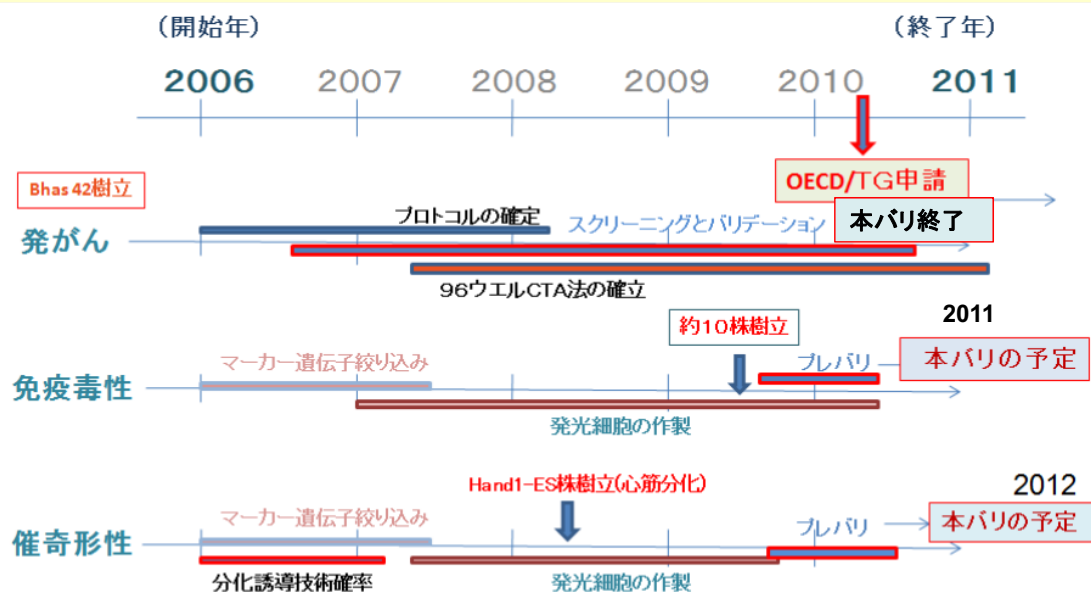 (開始年)
(終了年)
2006 2007 2008 2009 2010 2011
Bhas 42樹立
OECD/TG申請
プロトコルの確定
スクリーニングとバリデーション
本バリ終了
発がん
96ウエルCTA法の確立
2011
約10株樹立
マーカー遺伝子絞り込み
プレバリ
本バリの予定
免疫毒性
発光細胞の作製
Hand1-ES株樹立(心筋分化)
2012
マーカー遺伝子絞り込み
プレバリ
本バリの予定
催奇形性
分化誘導技術確率
発光細胞の作製